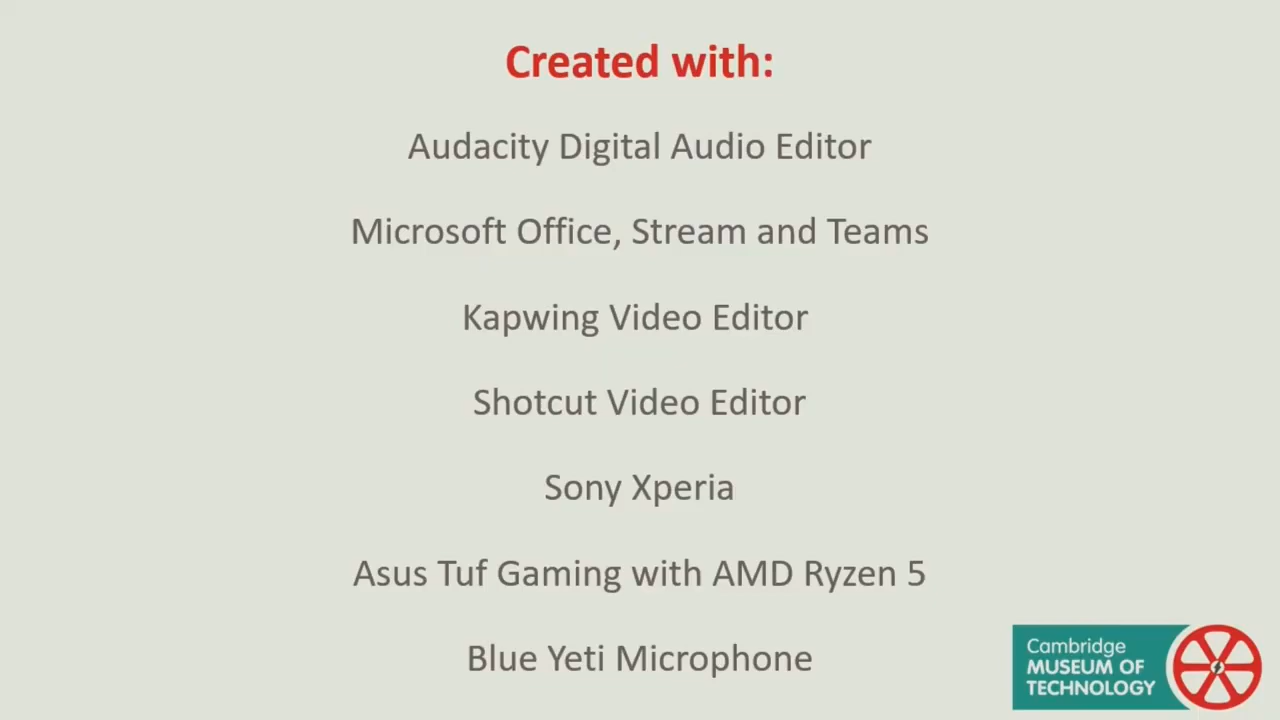 Created with:
Audacity Digital Audio Editor
Microsoft Office, Stream and Teams
Kapwing Video Editor
Shotcut Video Editor
Sony Xperia
Asus Tuf Gaming with AMD Ryzen 5
Blue Yeti Microphone
Cambridge
MUSEUM OF
TECHNOLOGY